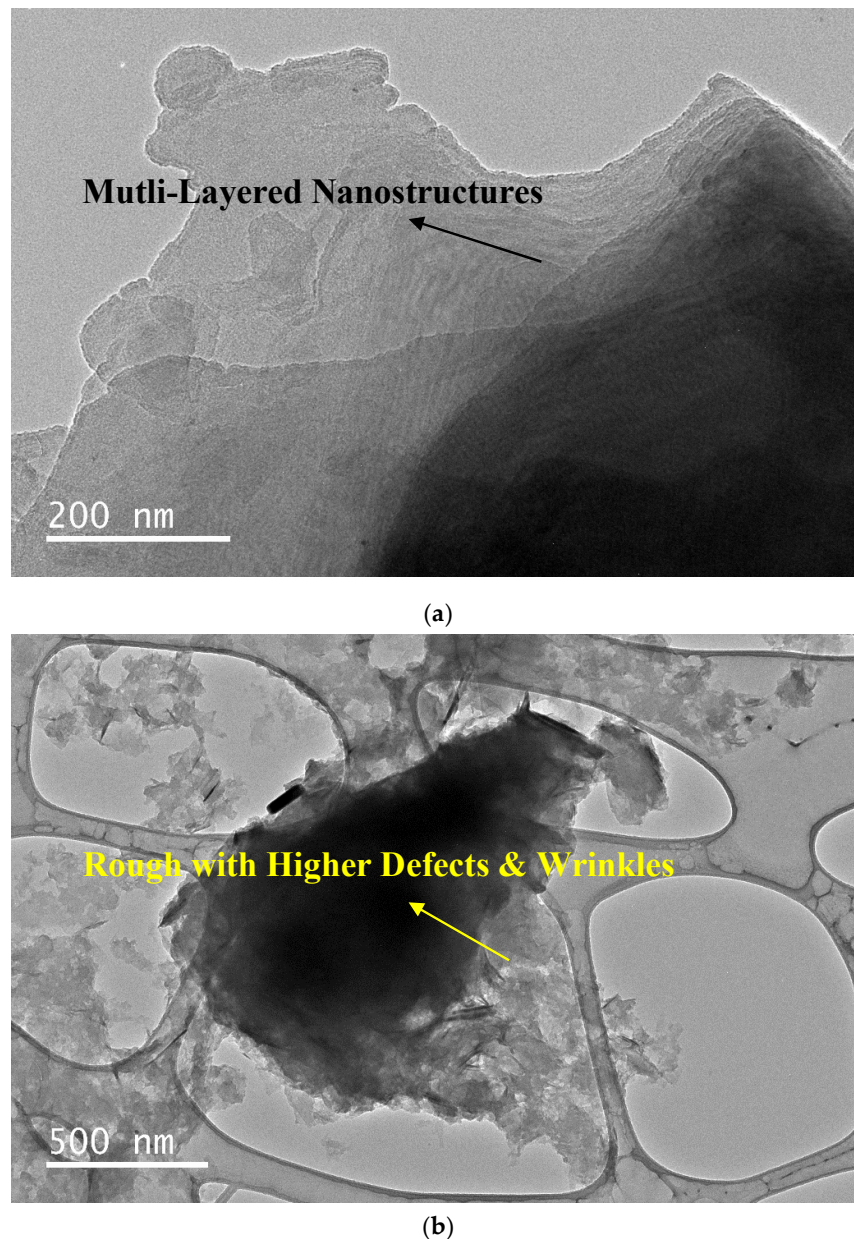 Mutli-Layered Nanostructures
200 nm
(a)
Rough with Higher Defects & Wrinkles
500 nm
(b)